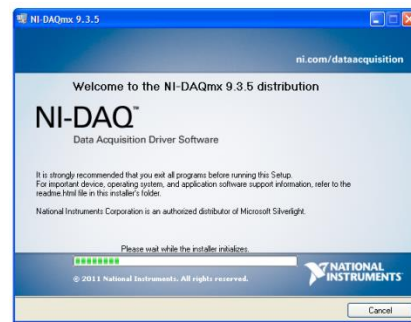 NI-DAQmx 9.3.5
ni.com/dataacquisition
Welcome to the NI-DAQmx 9.3.5 distribution
NI-DAQ™
Data Acquisition Driver Software
It is strongly recommended that you exit all programs before running this Setup.
For important device, operating system, and application software support information, refer to the
readme.html file in this installer's folder.
National Instruments Corporation is an authorized distributor of Microsoft Silverlight.
Please wait while the installer initializes.
© 2011 National Instruments. All rights reserved.
NATIONAL
INSTRUMENTS
Cancel